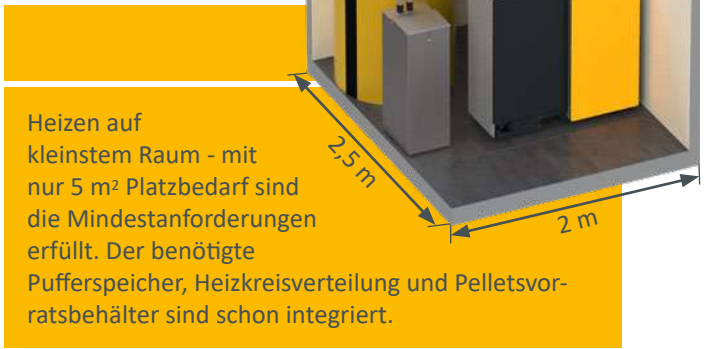 2,5 m
2 m
Heizen auf
kleinstem Raum - mit
nur 5 m² Platzbedarf sind
die Mindestanforderungen
erfüllt. Der benötigte
Pufferspeicher, Heizkreisverteilung und Pelletsvor-
ratsbehälter sind schon integriert.